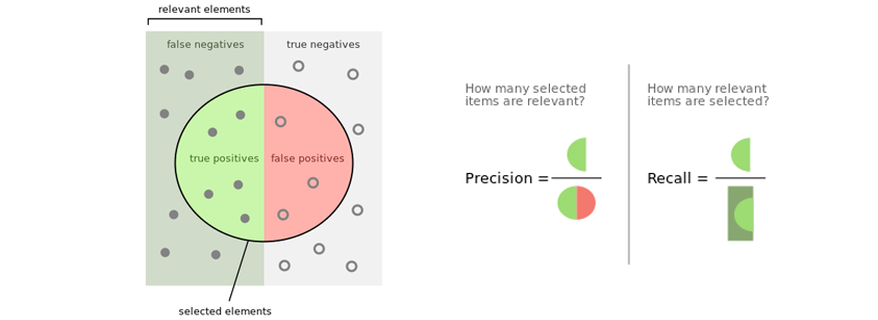 relevant elements
false negatives
true negatives
true positives
false positives
selected elements
How many selected
items are relevant?
Precision =
How many relevant
items are selected?
Recall =